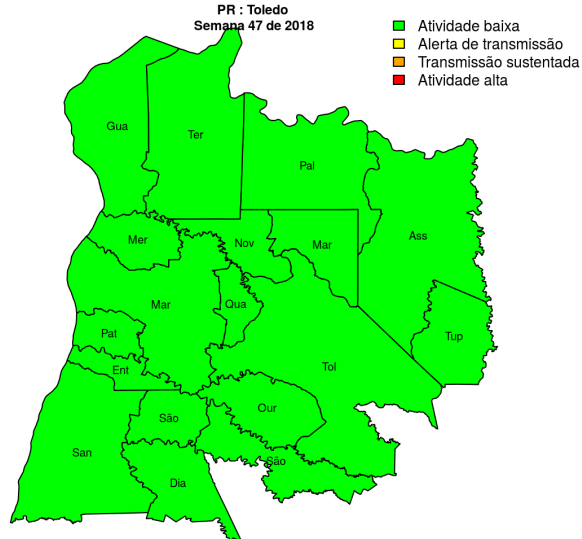 PR : Toledo
Semana 47 de 2018
Atividade baixa
Alerta de transmissão
Transmissão sustentada
Atividade alta
Gua
Ter
Pal
Mer
Nov
Mar
Ass
Mar
Qua
Pat
Tup
Ent
Tol
São
Our
San
São
Dia